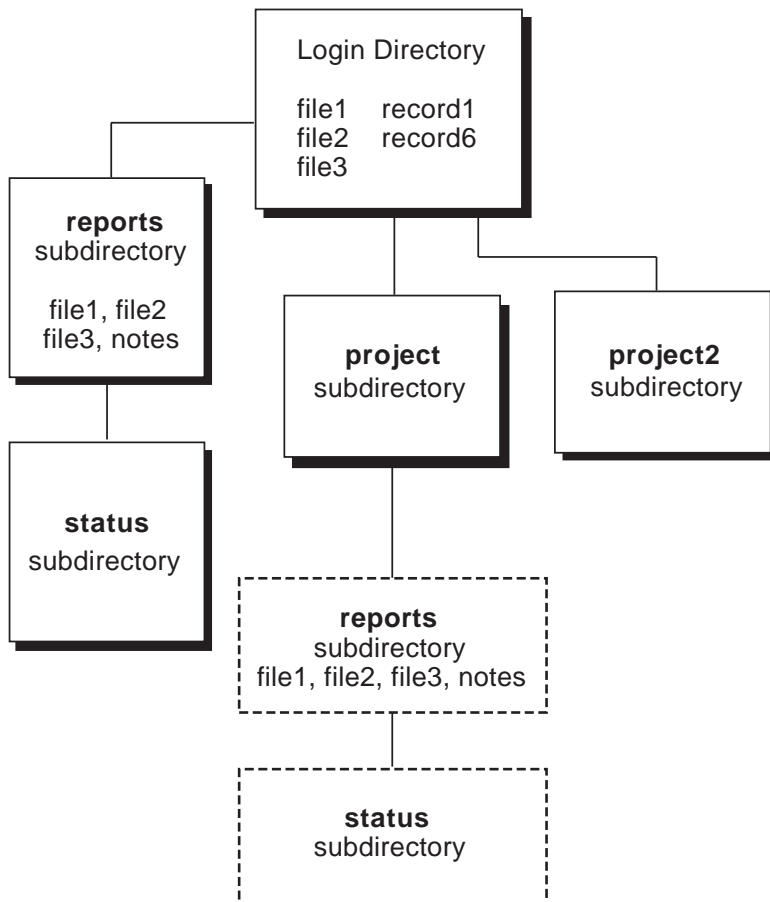 Login Directory
file1 record1
file2 record6
file3
reports
subdirectory
file1, file2
file3, notes
project
subdirectory
project2
subdirectory
status
subdirectory
reports
subdirectory
file1, file2, file3, notes
status
subdirectory